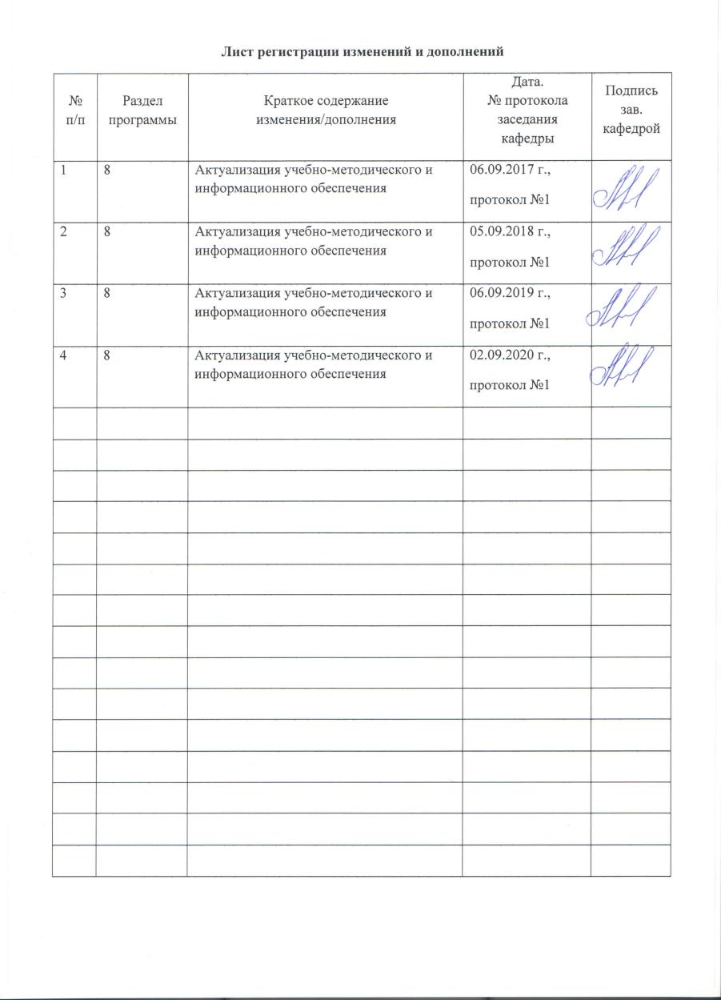 Лист регистрации изменений и дополнений
№
п/п
Раздел
программы
Краткое содержание
изменения/дополнения
Дата.
№ протокола
заседания
кафедры
Подпись
зав.
кафедрой
1
8
Актуализация учебно-методического и
информационного обеспечения
06.09.2017 г.,
протокол №1
2
8
Актуализация учебно-методического и
информационного обеспечения
05.09.2018 г.,
протокол №1
3
8
Актуализация учебно-методического и
информационного обеспечения
06.09.2019 г.,
протокол №1
4
8
Актуализация учебно-методического и
информационного обеспечения
02.09.2020 г.,
протокол №1